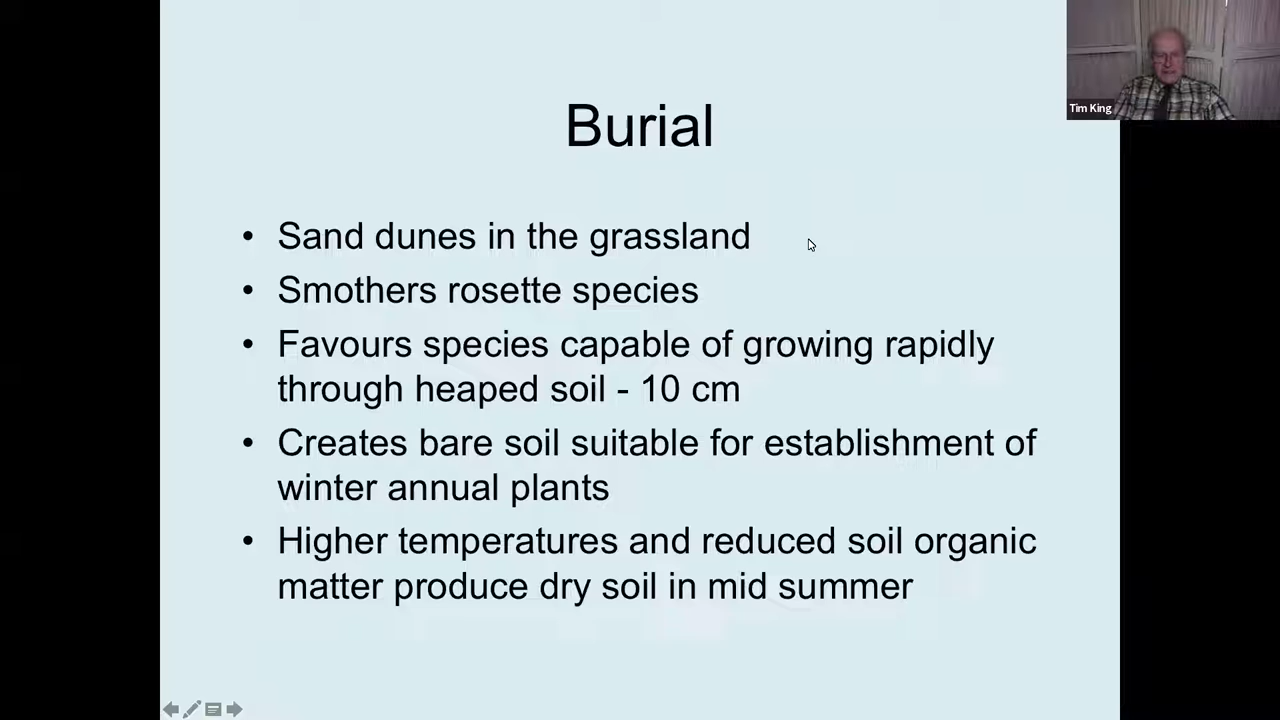 Tim King
Burial
• Sand dunes in the grassland
• Smothers rosette species
• Favours species capable of growing rapidly
through heaped soil - 10 cm
• Creates bare soil suitable for establishment of
winter annual plants
• Higher temperatures and reduced soil organic
matter produce dry soil in mid summer